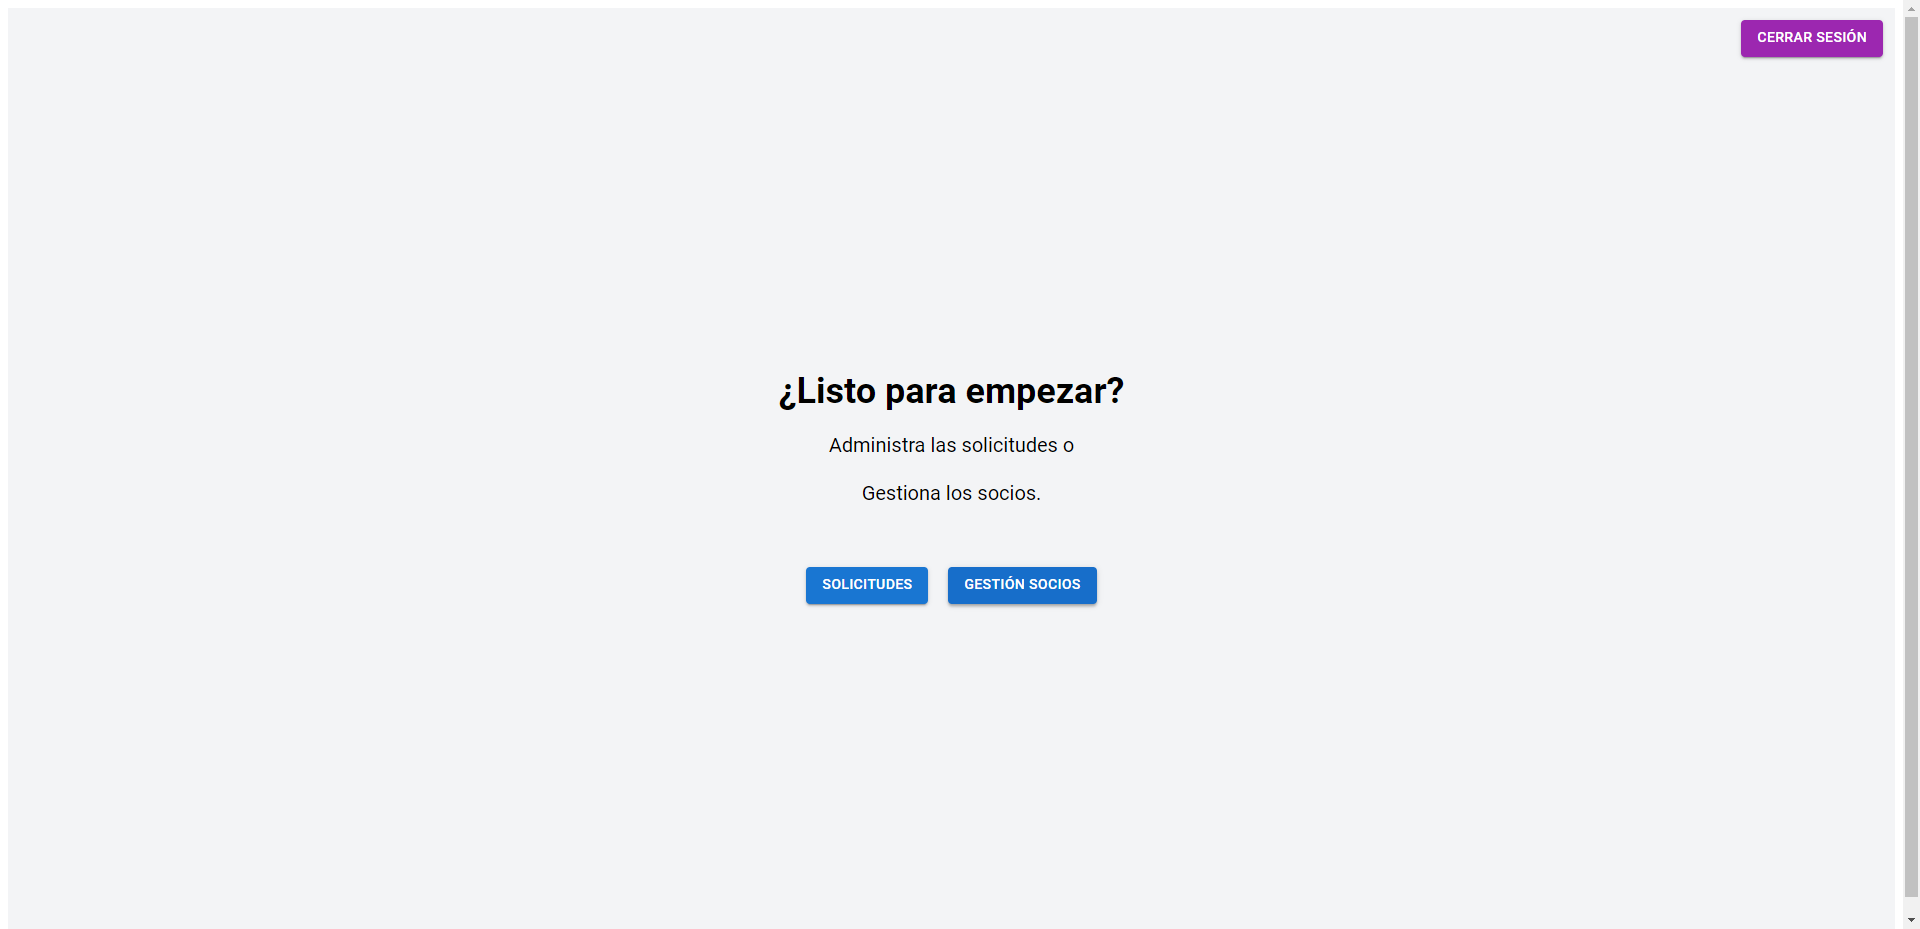 CERRAR SESIÓN
¿Listo para empezar?
Administra las solicitudes o
Gestiona los socios.
SOLICITUDES
GESTIÓN SOCIOS